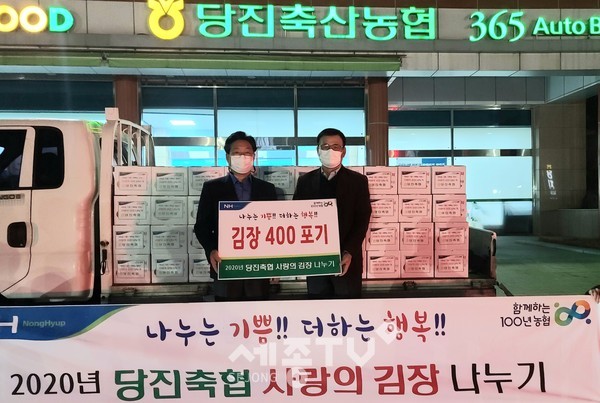 OOD 당진축산농협 365 Auto B
NH
나누는 기쁨!! 더하는 행복!!
김장 400 포기
2020년 당진축협 사랑의 김장 나누기
NongHyup
나누는 기쁨!! 더하는 행복!!
함께하는
100년 농협
2020년 당진축협 사랑의 김장 나누기
세종TV